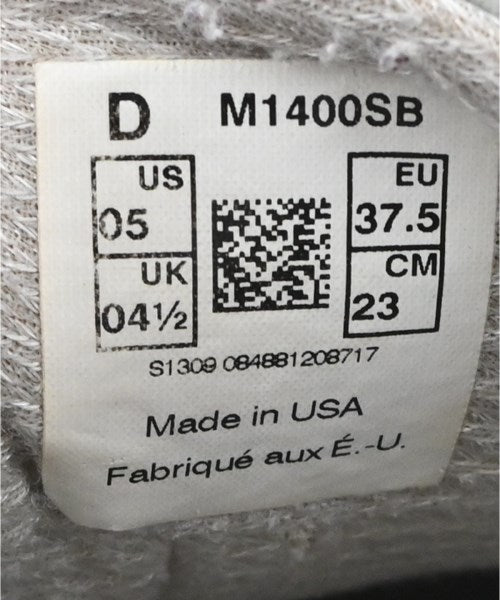 D M1400SB
US
05
EU
37.5
UK
04½
CM
23
S1309 084881208717
Made in USA
Fabriqué aux É.-U.